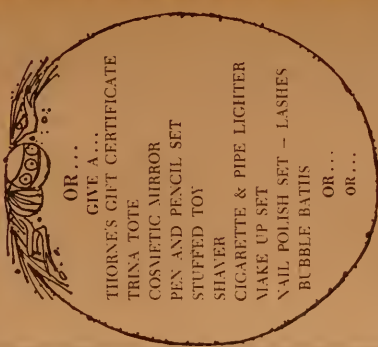 OR...
GIVE A...
THORNE'S GIFT CERTIFICATE
TRINA TOTE
COSMETIC MIRROR
PEN AND PENCIL SET
STUFFED TOY
SHAVER
CIGARETTE & PIPE LIGHTER
MAKE UP SET
NAIL POLISH SET – LASHES
BUBBLE BATHS
OR...
OR...